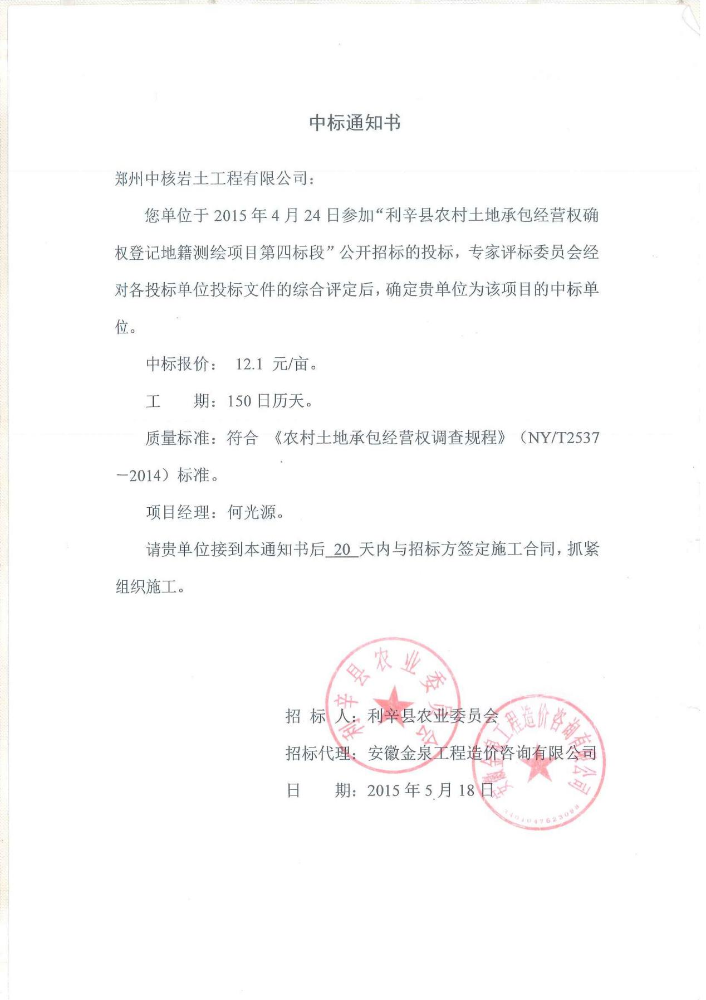 中标通知书
郑州中核岩土工程有限公司：
您单位于 2015 年 4 月 24 日参加“利辛县农村土地承包经营权确
权登记地籍测绘项目第四标段”公开招标的投标，专家评标委员会经
对各投标单位投标文件的综合评定后，确定贵单位为该项目的中标单
位。
中标报价： 12.1 元/亩。
工 期：150 日历天。
质量标准：符合 《农村土地承包经营权调查规程》（NY/T2537
－2014）标准。
项目经理：何光源。
请贵单位接到本通知书后 20 天内与招标方签定施工合同，抓紧
组织施工。
利辛县农业委员会
招 标 人：利辛县农业委员会
招标代理：安徽金泉工程造价咨询有限公司
日 期：2015 年 5 月 18 日
安徽金泉工程造价咨询有限公司
3401047623088